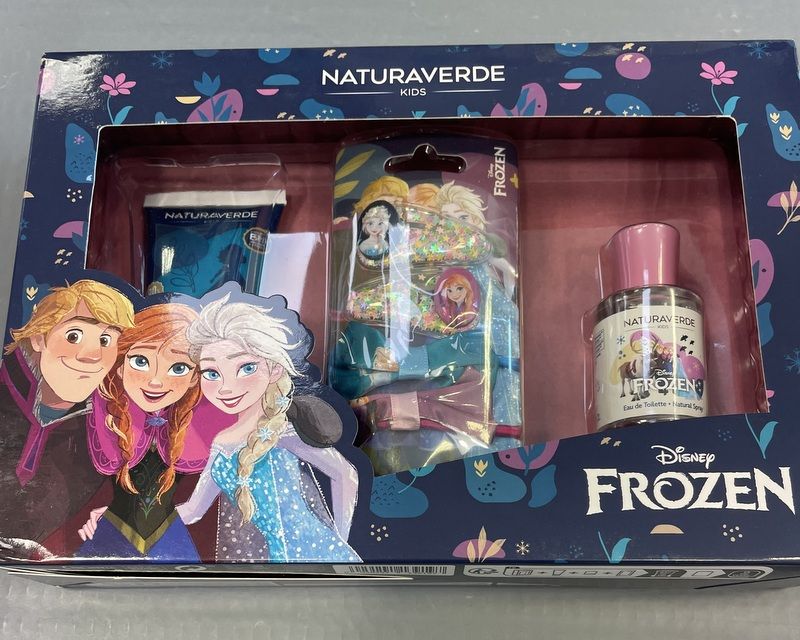 NATURAVERDE
KIDS
NATURAVERDE
Disney
FROZEN
NATURAVERDE
KIDS
Disney
FROZEN
Eau de Toilette • Natural Spray
Disney
FROZEN